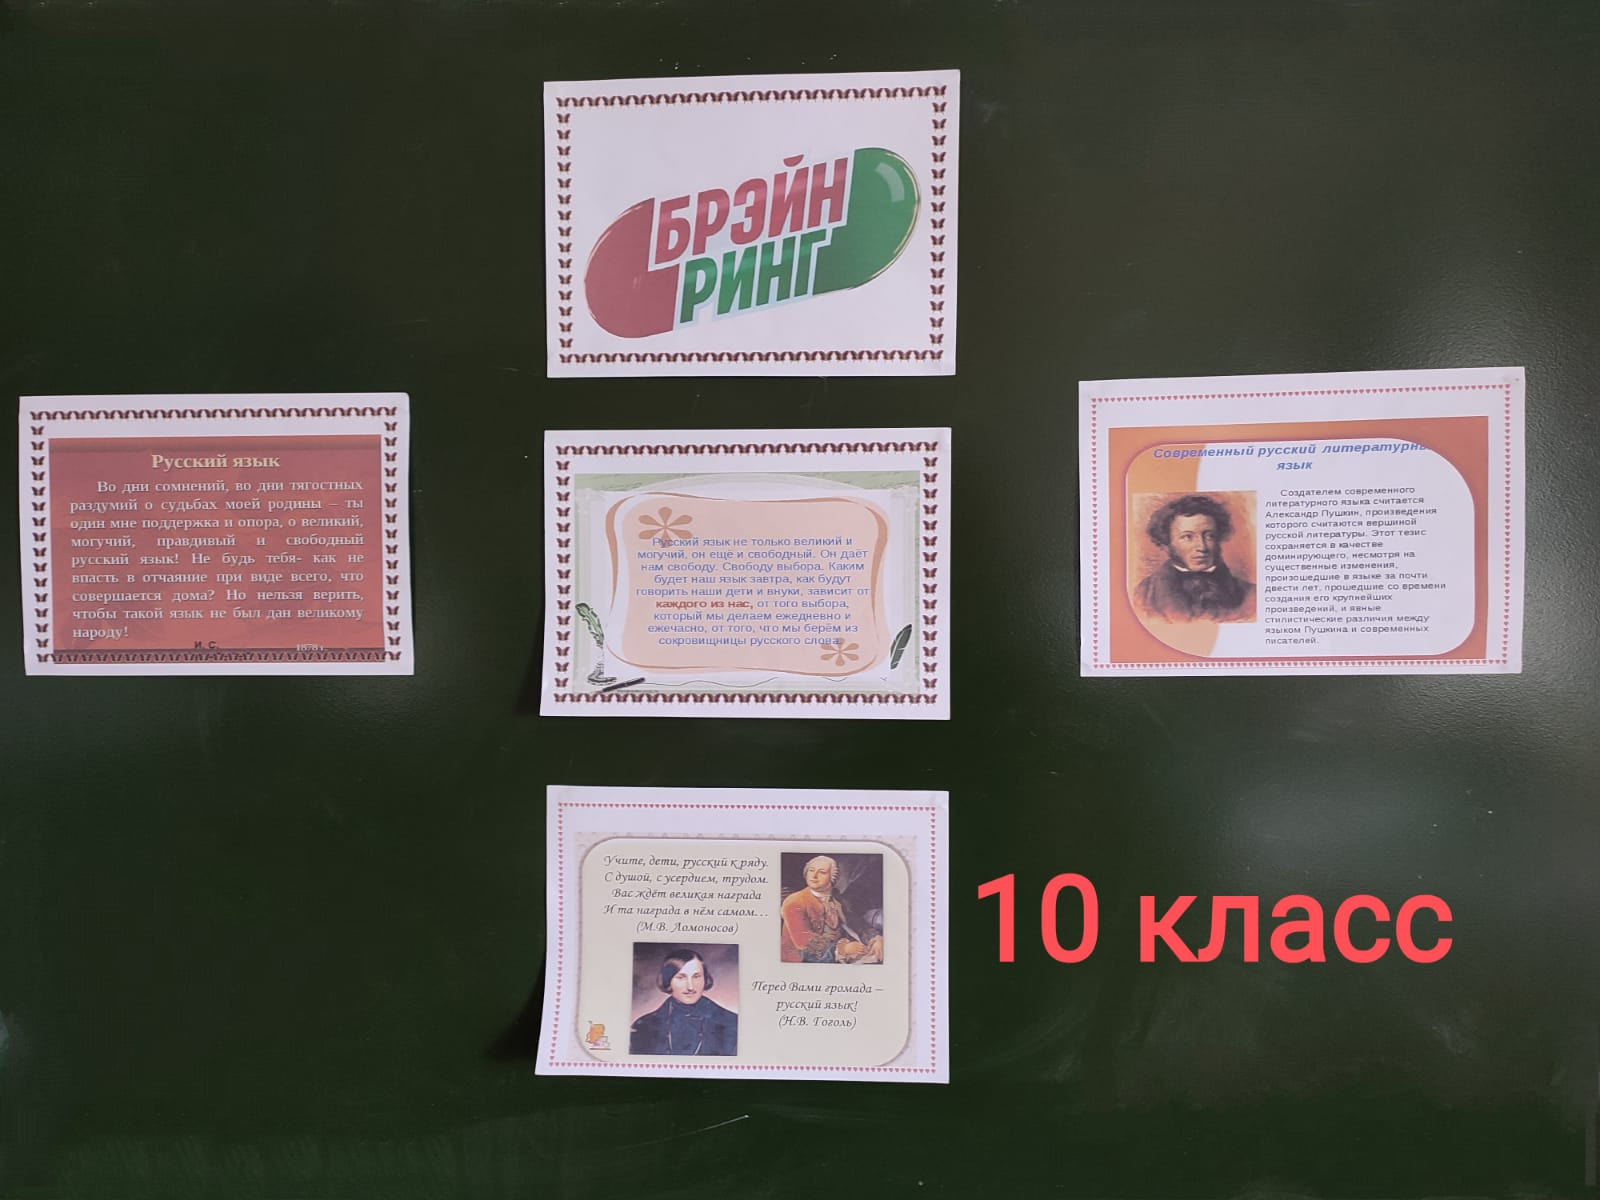 БРЭЙН
РИНГ
Русский язык
Во дни сомнений, во дни тягостных
раздумий о судьбах моей родины – ты
один мне поддержка и опора, о великий,
могучий, правдивый и свободный
русский язык! Не будь тебя- как не
впасть в отчаяние при виде всего, что
совершается дома? Но нельзя верить,
чтобы такой язык не был дан великому
народу!
И. С.
1878 г.
Русский язык не только великий и
могучий, он ещё и свободный. Он даёт
нам свободу. Свободу выбора. Каким
будет наш язык завтра, как будут
говорить наши дети и внуки, зависит от
каждого из нас, от того выбора,
который мы делаем ежедневно и
ежечасно, от того, что мы берём из
сокровищницы русского слова.
Современный русский литературны
язык
Создателем современного
литературного языка считается
Александр Пушкин, произведения
которого считаются вершиной
русской литературы. Этот тезис
сохраняется в качестве
доминирующего, несмотря на
существенные изменения,
произошедшие в языке за почти
двести лет, прошедшие со времени
создания его крупнейших
произведений, и явные
стилистические различия между
языком Пушкина и современных
писателей.
Учите, дети, русский к ряду.
С душой, с усердием, трудом.
Вас ждёт великая награда
И та награда в нём самом…
(М.В. Ломоносов)
Перед Вами громада –
русский язык!
(Н.В. Гоголь)
10 класс